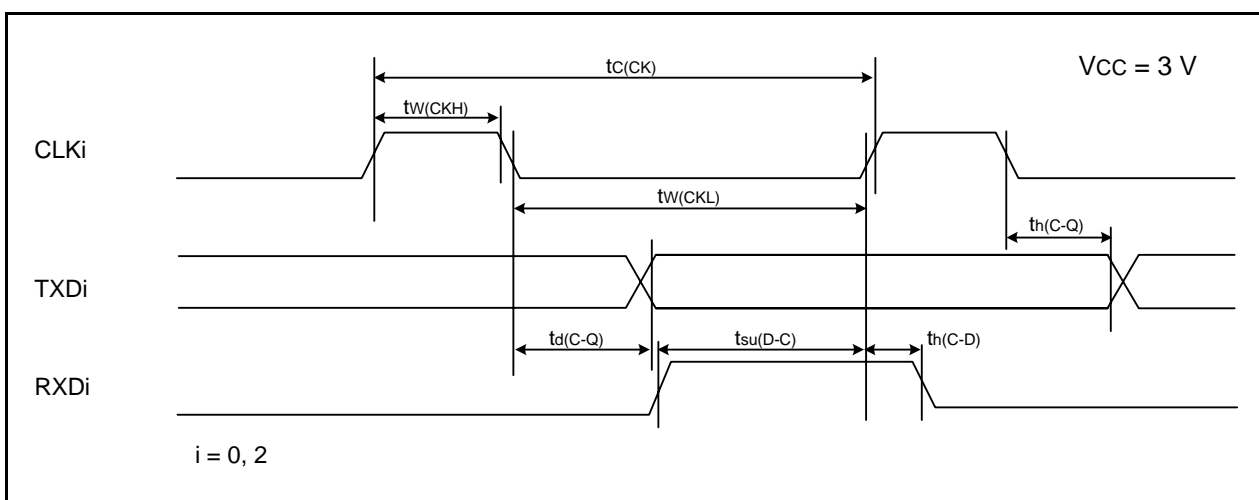 VCC = 3 V
tC(CK)
tW(CKH)
CLKi
tW(CKL)
th(C-Q)
TXDi
td(C-Q)
tsu(D-C)
th(C-D)
RXDi
i = 0, 2